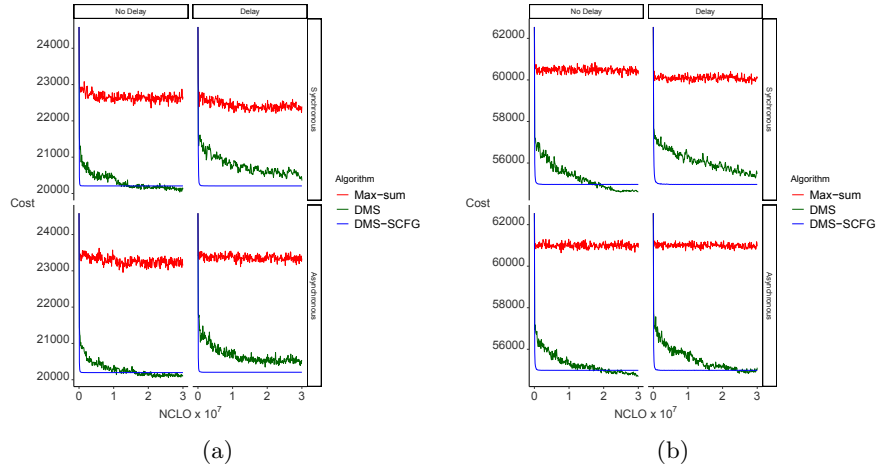 No Delay
Delay
24000
23000
22000
21000
20000
Synchronous
Cost
24000
23000
22000
21000
20000
Asynchronous
0 1 2 3 0 1 2 3
NCLO x 10^7
Algorithm
Max−sum
DMS
DMS−SCFG
(a)
No Delay
Delay
62000
60000
58000
56000
54000
Synchronous
Cost
62000
60000
58000
56000
Asynchronous
0 1 2 3 0 1 2 3
NCLO x 10^7
Algorithm
Max−sum
DMS
DMS−SCFG
(b)